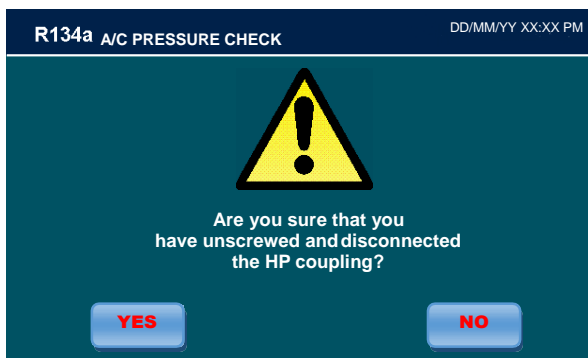 R134a A/C PRESSURE CHECK DD/MM/YY XX:XX PM
Are you sure that you
have unscrewed and disconnected
the HP coupling?
YES NO